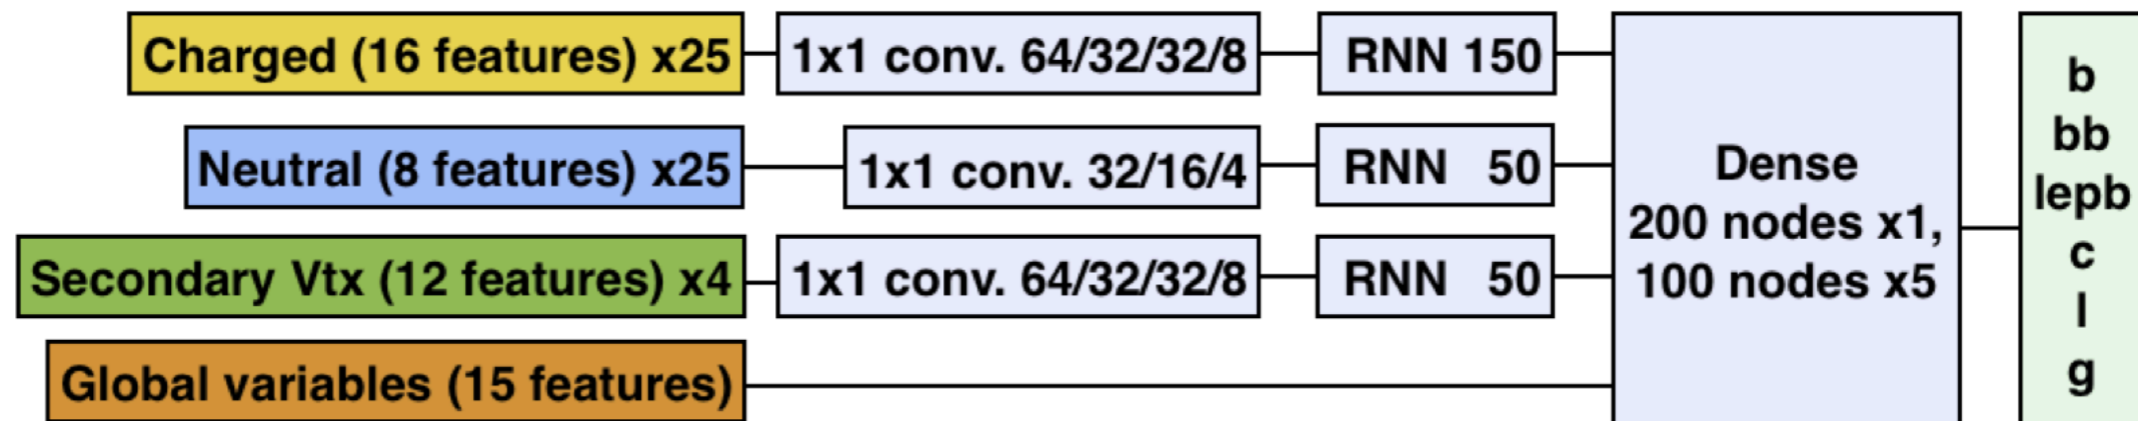 Charged (16 features) x25
1x1 conv. 64/32/32/8
RNN 150
Neutral (8 features) x25
1x1 conv. 32/16/4
RNN 50
Secondary Vtx (12 features) x4
1x1 conv. 64/32/32/8
RNN 50
Global variables (15 features)
Dense
200 nodes x1,
100 nodes x5
b
bb
lepb
c
l
g